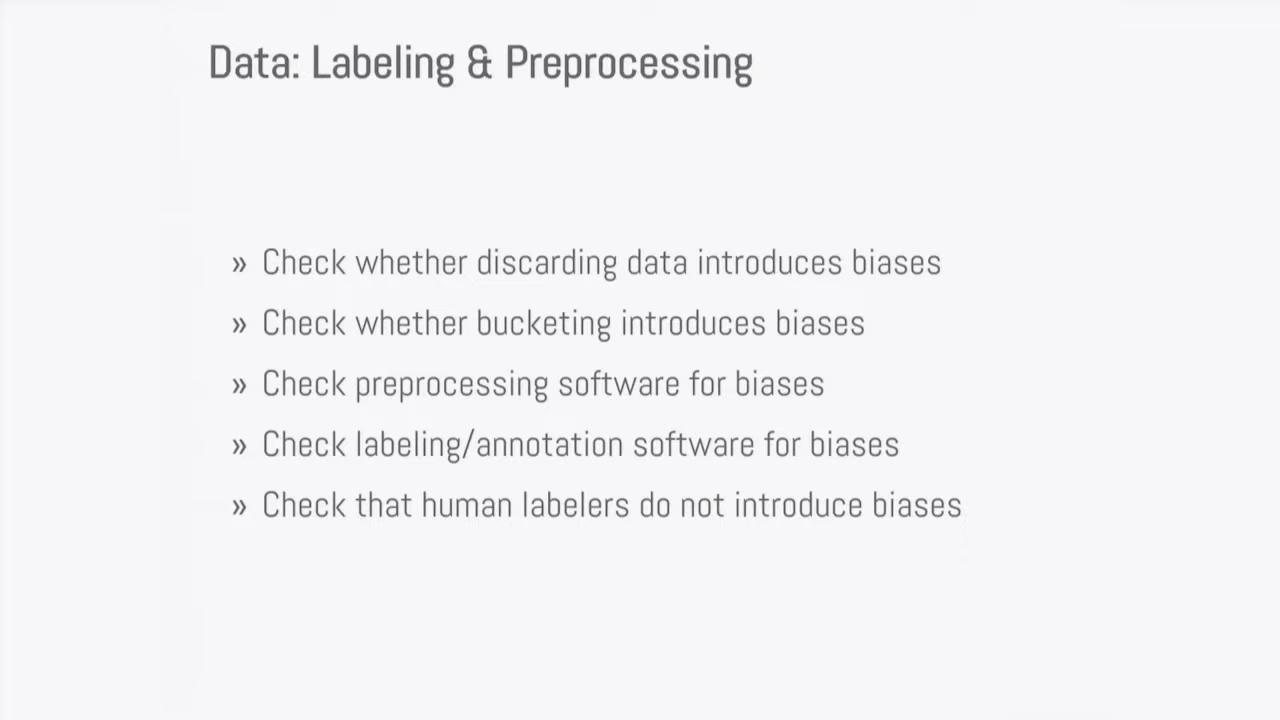 Data: Labeling & Preprocessing
» Check whether discarding data introduces biases
» Check whether bucketing introduces biases
» Check preprocessing software for biases
» Check labeling/annotation software for biases
» Check that human labelers do not introduce biases